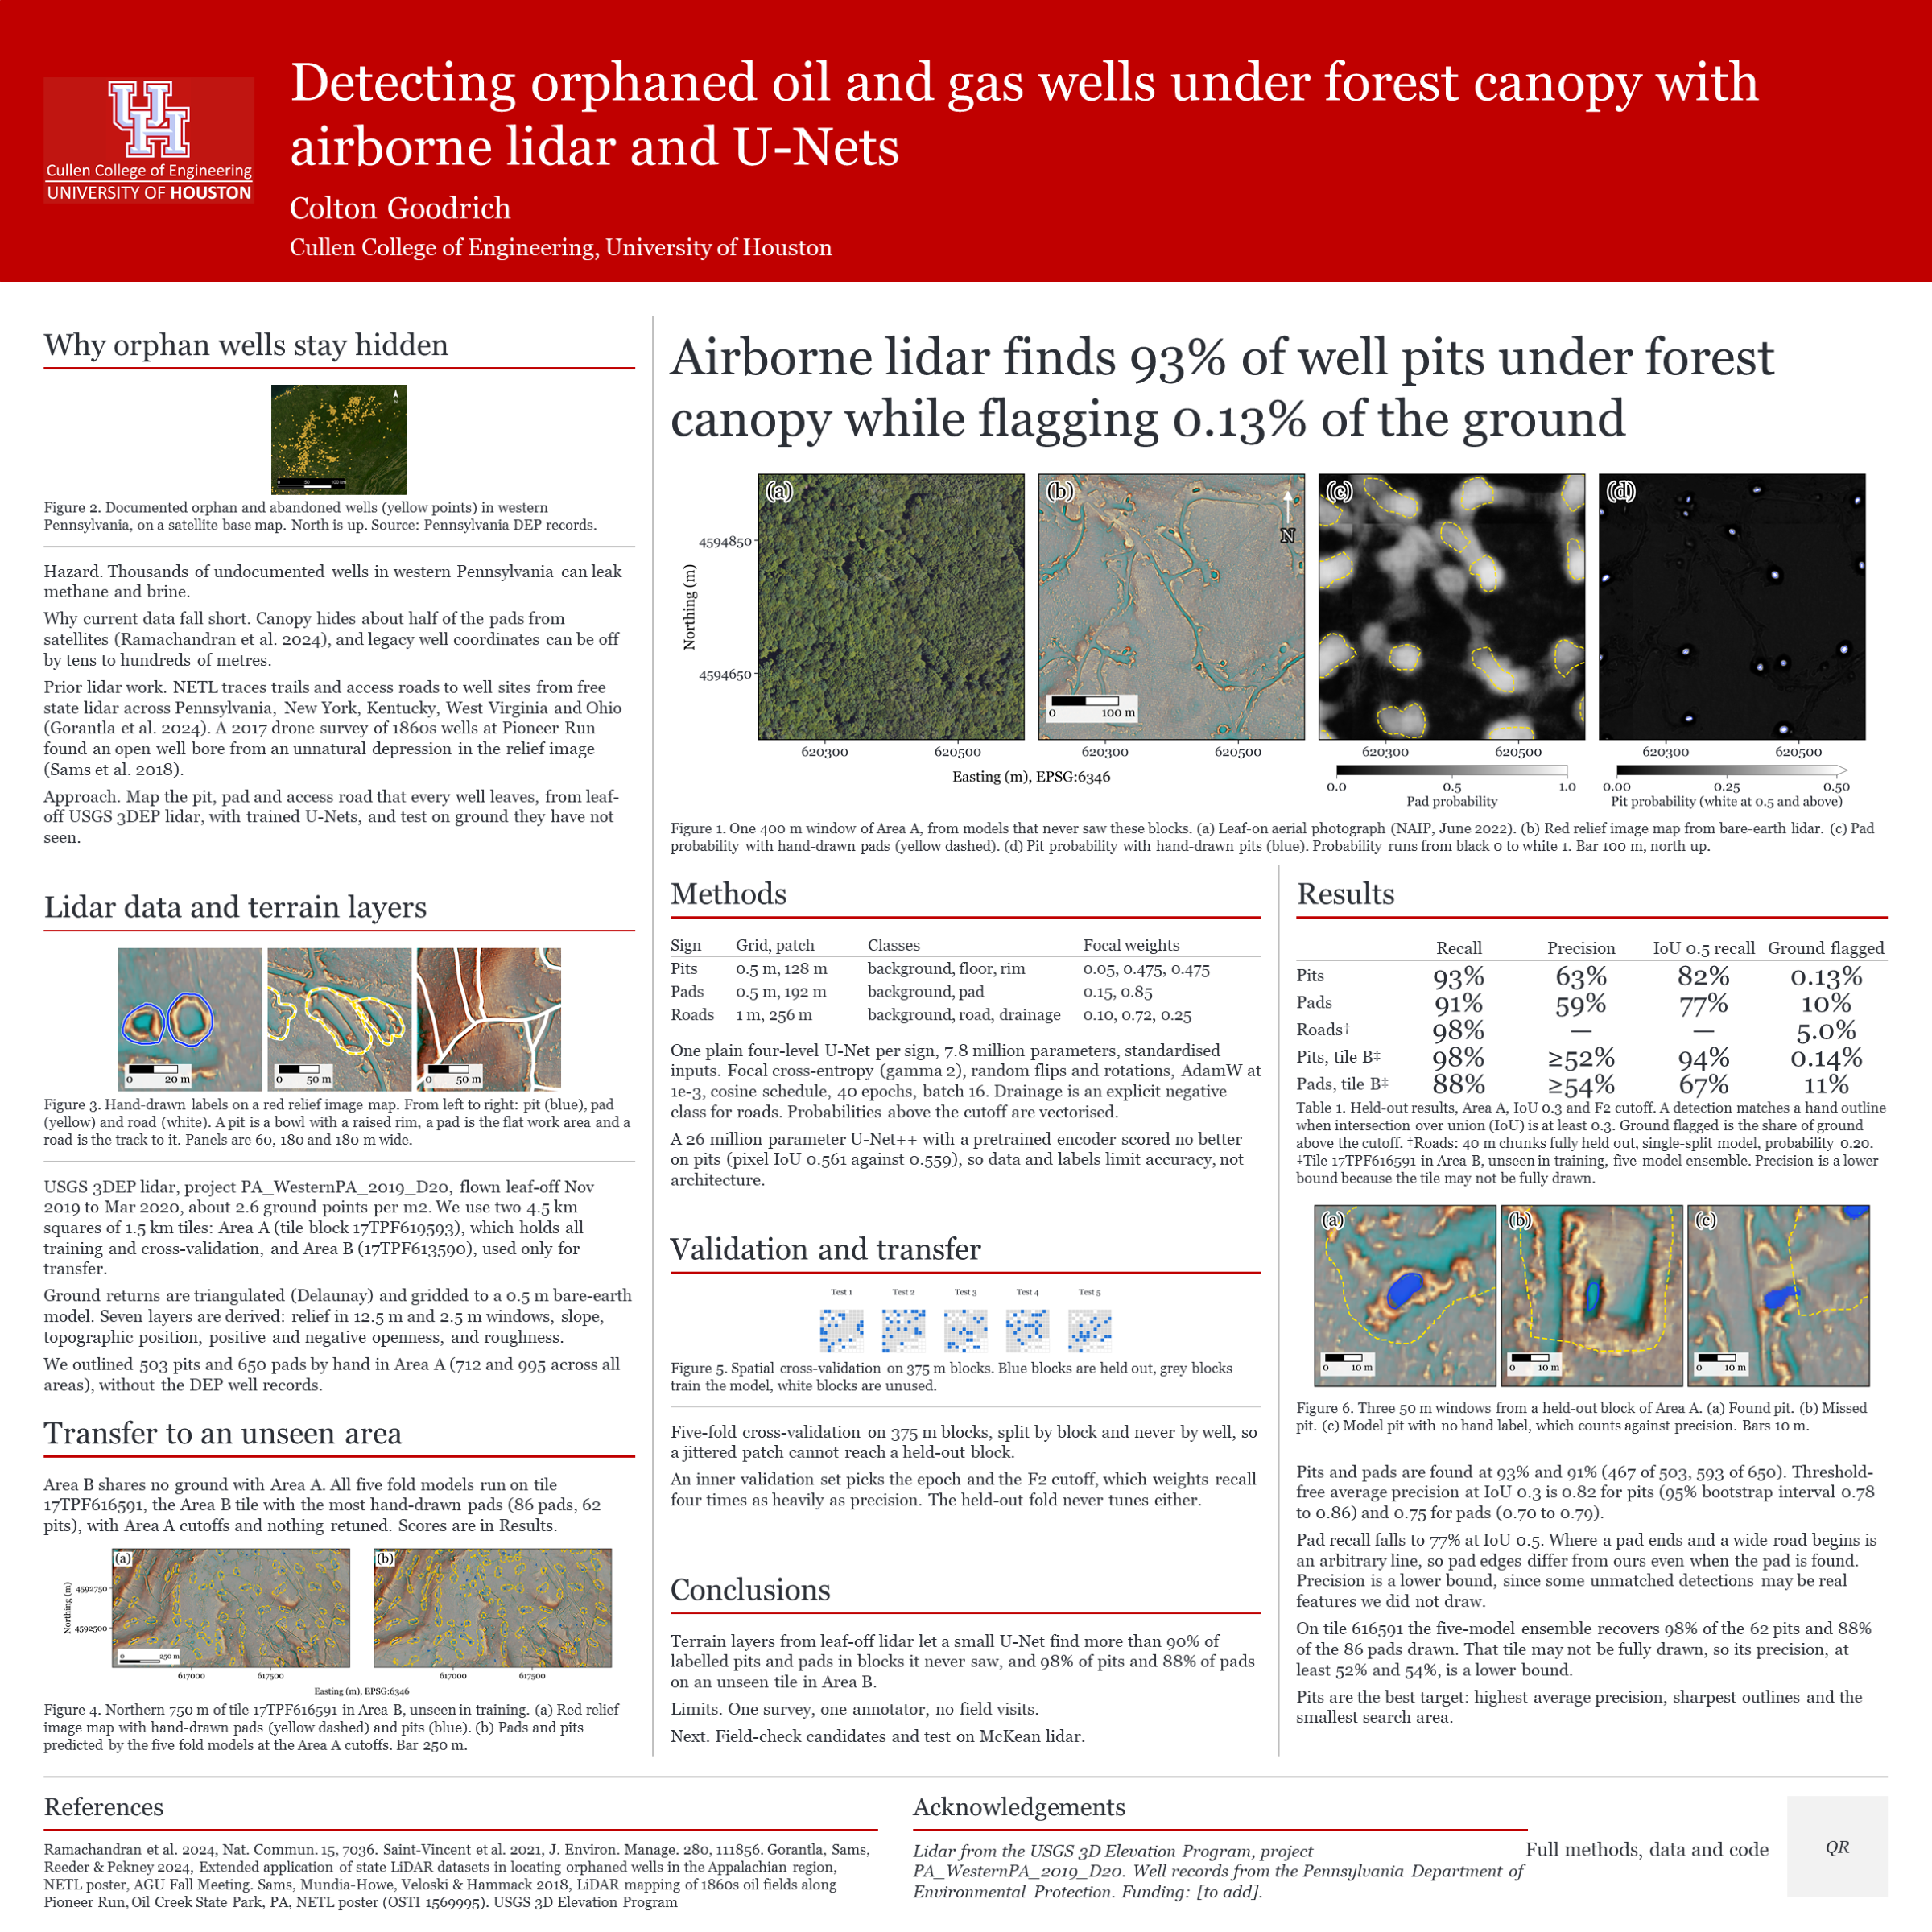 Detecting orphaned oil and gas wells under forest canopy with
airborne lidar and U-Nets
Colton Goodrich
Cullen College of Engineering, University of Houston
UH
Cullen College of Engineering
UNIVERSITY OF HOUSTON
Why orphan wells stay hidden
N
0 50 100 km
Figure 2. Documented orphan and abandoned wells (yellow points) in western
Pennsylvania, on a satellite base map. North is up. Source: Pennsylvania DEP records.
Hazard. Thousands of undocumented wells in western Pennsylvania can leak
methane and brine.
Why current data fall short. Canopy hides about half of the pads from
satellites (Ramachandran et al. 2024), and legacy well coordinates can be off
by tens to hundreds of metres.
Prior lidar work. NETL traces trails and access roads to well sites from free
state lidar across Pennsylvania, New York, Kentucky, West Virginia and Ohio
(Gorantla et al. 2024). A 2017 drone survey of 1860s wells at Pioneer Run
found an open well bore from an unnatural depression in the relief image
(Sams et al. 2018).
Approach. Map the pit, pad and access road that every well leaves, from leaf-
off USGS 3DEP lidar, with trained U-Nets, and test on ground they have not
seen.
Lidar data and terrain layers
0 20 m
0 50 m
0 50 m
Figure 3. Hand-drawn labels on a red relief image map. From left to right: pit (blue), pad
(yellow) and road (white). A pit is a bowl with a raised rim, a pad is the flat work area and a
road is the track to it. Panels are 60, 180 and 180 m wide.
USGS 3DEP lidar, project PA_WesternPA_2019_D20, flown leaf-off Nov
2019 to Mar 2020, about 2.6 ground points per m2. We use two 4.5 km
squares of 1.5 km tiles: Area A (tile block 17TPF619593), which holds all
training and cross-validation, and Area B (17TPF613590), used only for
transfer.
Ground returns are triangulated (Delaunay) and gridded to a 0.5 m bare-earth
model. Seven layers are derived: relief in 12.5 m and 2.5 m windows, slope,
topographic position, positive and negative openness, and roughness.
We outlined 503 pits and 650 pads by hand in Area A (712 and 995 across all
areas), without the DEP well records.
Transfer to an unseen area
Area B shares no ground with Area A. All five fold models run on tile
17TPF616591, the Area B tile with the most hand-drawn pads (86 pads, 62
pits), with Area A cutoffs and nothing retuned. Scores are in Results.
(a)
(b)
Northing (m)
4592750
4592500
0 250 m
617000 617500 617000 617500
Easting (m), EPSG:6346
Figure 4. Northern 750 m of tile 17TPF616591 in Area B, unseen in training. (a) Red relief
image map with hand-drawn pads (yellow dashed) and pits (blue). (b) Pads and pits
predicted by the five fold models at the Area A cutoffs. Bar 250 m.
Airborne lidar finds 93% of well pits under forest
canopy while flagging 0.13% of the ground
(a)
(b)
(c)
(d)
N
Northing (m)
4594850
4594650
0 100 m
620300 620500 620300 620500 620300 620500 620300 620500
Easting (m), EPSG:6346
0.0 0.5 1.0
Pad probability
0.00 0.25 0.50
Pit probability (white at 0.5 and above)
Figure 1. One 400 m window of Area A, from models that never saw these blocks. (a) Leaf-on aerial photograph (NAIP, June 2022). (b) Red relief image map from bare-earth lidar. (c) Pad
probability with hand-drawn pads (yellow dashed). (d) Pit probability with hand-drawn pits (blue). Probability runs from black 0 to white 1. Bar 100 m, north up.
Methods
Sign Grid, patch Classes Focal weights
Pits 0.5 m, 128 m background, floor, rim 0.05, 0.475, 0.475
Pads 0.5 m, 192 m background, pad 0.15, 0.85
Roads 1 m, 256 m background, road, drainage 0.10, 0.72, 0.25
One plain four-level U-Net per sign, 7.8 million parameters, standardised
inputs. Focal cross-entropy (gamma 2), random flips and rotations, AdamW at
1e-3, cosine schedule, 40 epochs, batch 16. Drainage is an explicit negative
class for roads. Probabilities above the cutoff are vectorised.
A 26 million parameter U-Net++ with a pretrained encoder scored no better
on pits (pixel IoU 0.561 against 0.559), so data and labels limit accuracy, not
architecture.
Validation and transfer
Test 1 Test 2 Test 3 Test 4 Test 5
Figure 5. Spatial cross-validation on 375 m blocks. Blue blocks are held out, grey blocks
train the model, white blocks are unused.
Five-fold cross-validation on 375 m blocks, split by block and never by well, so
a jittered patch cannot reach a held-out block.
An inner validation set picks the epoch and the F2 cutoff, which weights recall
four times as heavily as precision. The held-out fold never tunes either.
Conclusions
Terrain layers from leaf-off lidar let a small U-Net find more than 90% of
labelled pits and pads in blocks it never saw, and 98% of pits and 88% of pads
on an unseen tile in Area B.
Limits. One survey, one annotator, no field visits.
Next. Field-check candidates and test on McKean lidar.
Results
Recall Precision IoU 0.5 recall Ground flagged
Pits 93% 63% 82% 0.13%
Pads 91% 59% 77% 10%
Roads† 98% — — 5.0%
Pits, tile B‡ 98% ≥52% 94% 0.14%
Pads, tile B‡ 88% ≥54% 67% 11%
Table 1. Held-out results, Area A, IoU 0.3 and F2 cutoff. A detection matches a hand outline
when intersection over union (IoU) is at least 0.3. Ground flagged is the share of ground
above the cutoff. †Roads: 40 m chunks fully held out, single-split model, probability 0.20.
‡Tile 17TPF616591 in Area B, unseen in training, five-model ensemble. Precision is a lower
bound because the tile may not be fully drawn.
(a)
(b)
(c)
0 10 m
0 10 m
0 10 m
Figure 6. Three 50 m windows from a held-out block of Area A. (a) Found pit. (b) Missed
pit. (c) Model pit with no hand label, which counts against precision. Bars 10 m.
Pits and pads are found at 93% and 91% (467 of 503, 593 of 650). Threshold-
free average precision at IoU 0.3 is 0.82 for pits (95% bootstrap interval 0.78
to 0.86) and 0.75 for pads (0.70 to 0.79).
Pad recall falls to 77% at IoU 0.5. Where a pad ends and a wide road begins is
an arbitrary line, so pad edges differ from ours even when the pad is found.
Precision is a lower bound, since some unmatched detections may be real
features we did not draw.
On tile 616591 the five-model ensemble recovers 98% of the 62 pits and 88%
of the 86 pads drawn. That tile may not be fully drawn, so its precision, at
least 52% and 54%, is a lower bound.
Pits are the best target: highest average precision, sharpest outlines and the
smallest search area.
References
Ramachandran et al. 2024, Nat. Commun. 15, 7036. Saint-Vincent et al. 2021, J. Environ. Manage. 280, 111856. Gorantla, Sams,
Reeder & Pekney 2024, Extended application of state LiDAR datasets in locating orphaned wells in the Appalachian region,
NETL poster, AGU Fall Meeting. Sams, Mundia-Howe, Veloski & Hammack 2018, LiDAR mapping of 1860s oil fields along
Pioneer Run, Oil Creek State Park, PA, NETL poster (OSTI 1569995). USGS 3D Elevation Program
Acknowledgements
Lidar from the USGS 3D Elevation Program, project
PA_WesternPA_2019_D20. Well records from the Pennsylvania Department of
Environmental Protection. Funding: [to add].
Full methods, data and code
QR